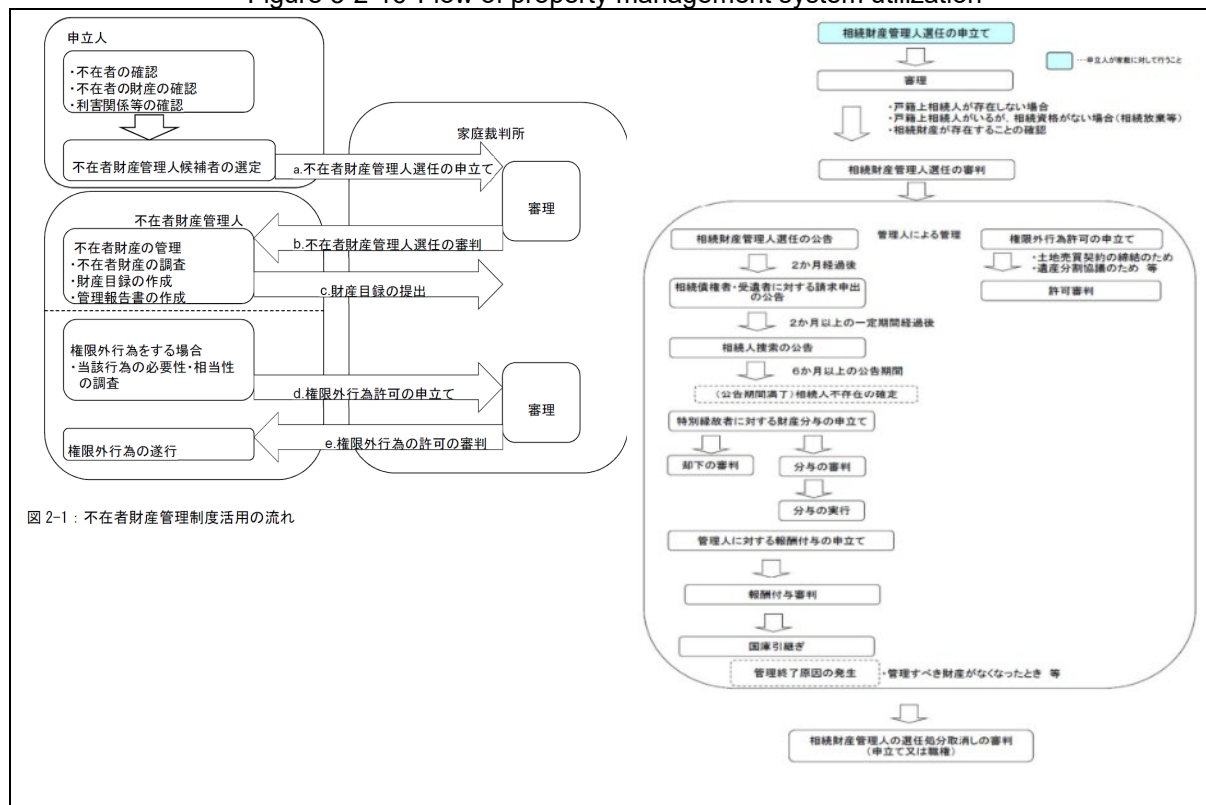 Figure 3-2-10 Flow of property management system utilization
申立人
・不在者の確認
・不在者の財産の確認
・利害関係等の確認
不在者財産管理人候補者の選定
家庭裁判所
a.不在者財産管理人選任の申立て
審理
不在者財産管理人
b.不在者財産管理人選任の審判
不在者財産の管理
・不在者財産の調査
・財産目録の作成
・管理報告書の作成
c.財産目録の提出
権限外行為をする場合
・当該行為の必要性・相当性
の調査
d.権限外行為許可の申立て
審理
e.権限外行為の許可の審判
権限外行為の遂行
図 2-1：不在者財産管理制度活用の流れ
相続財産管理人選任の申立て
…申立人が家裁に対して行うこと
審理
・戸籍上相続人が存在しない場合
・戸籍上相続人がいるが、相続資格がない場合(相続放棄等)
・相続財産が存在することの確認
相続財産管理人選任の審判
相続財産管理人選任の公告
管理人による管理
権限外行為許可の申立て
2か月経過後
・土地売買契約の締結のため
・遺産分割協議のため 等
相続債権者・受遺者に対する請求申出
の公告
許可審判
2か月以上の一定期間経過後
相続人捜索の公告
6か月以上の公告期間
(公告期間満了)相続人不存在の確定
特別縁故者に対する財産分与の申立て
却下の審判
分与の審判
分与の実行
管理人に対する報酬付与の申立て
報酬付与審判
国庫引継ぎ
管理終了原因の発生
・管理すべき財産がなくなったとき 等
相続財産管理人の選任処分取消しの審判
(申立て又は職権)